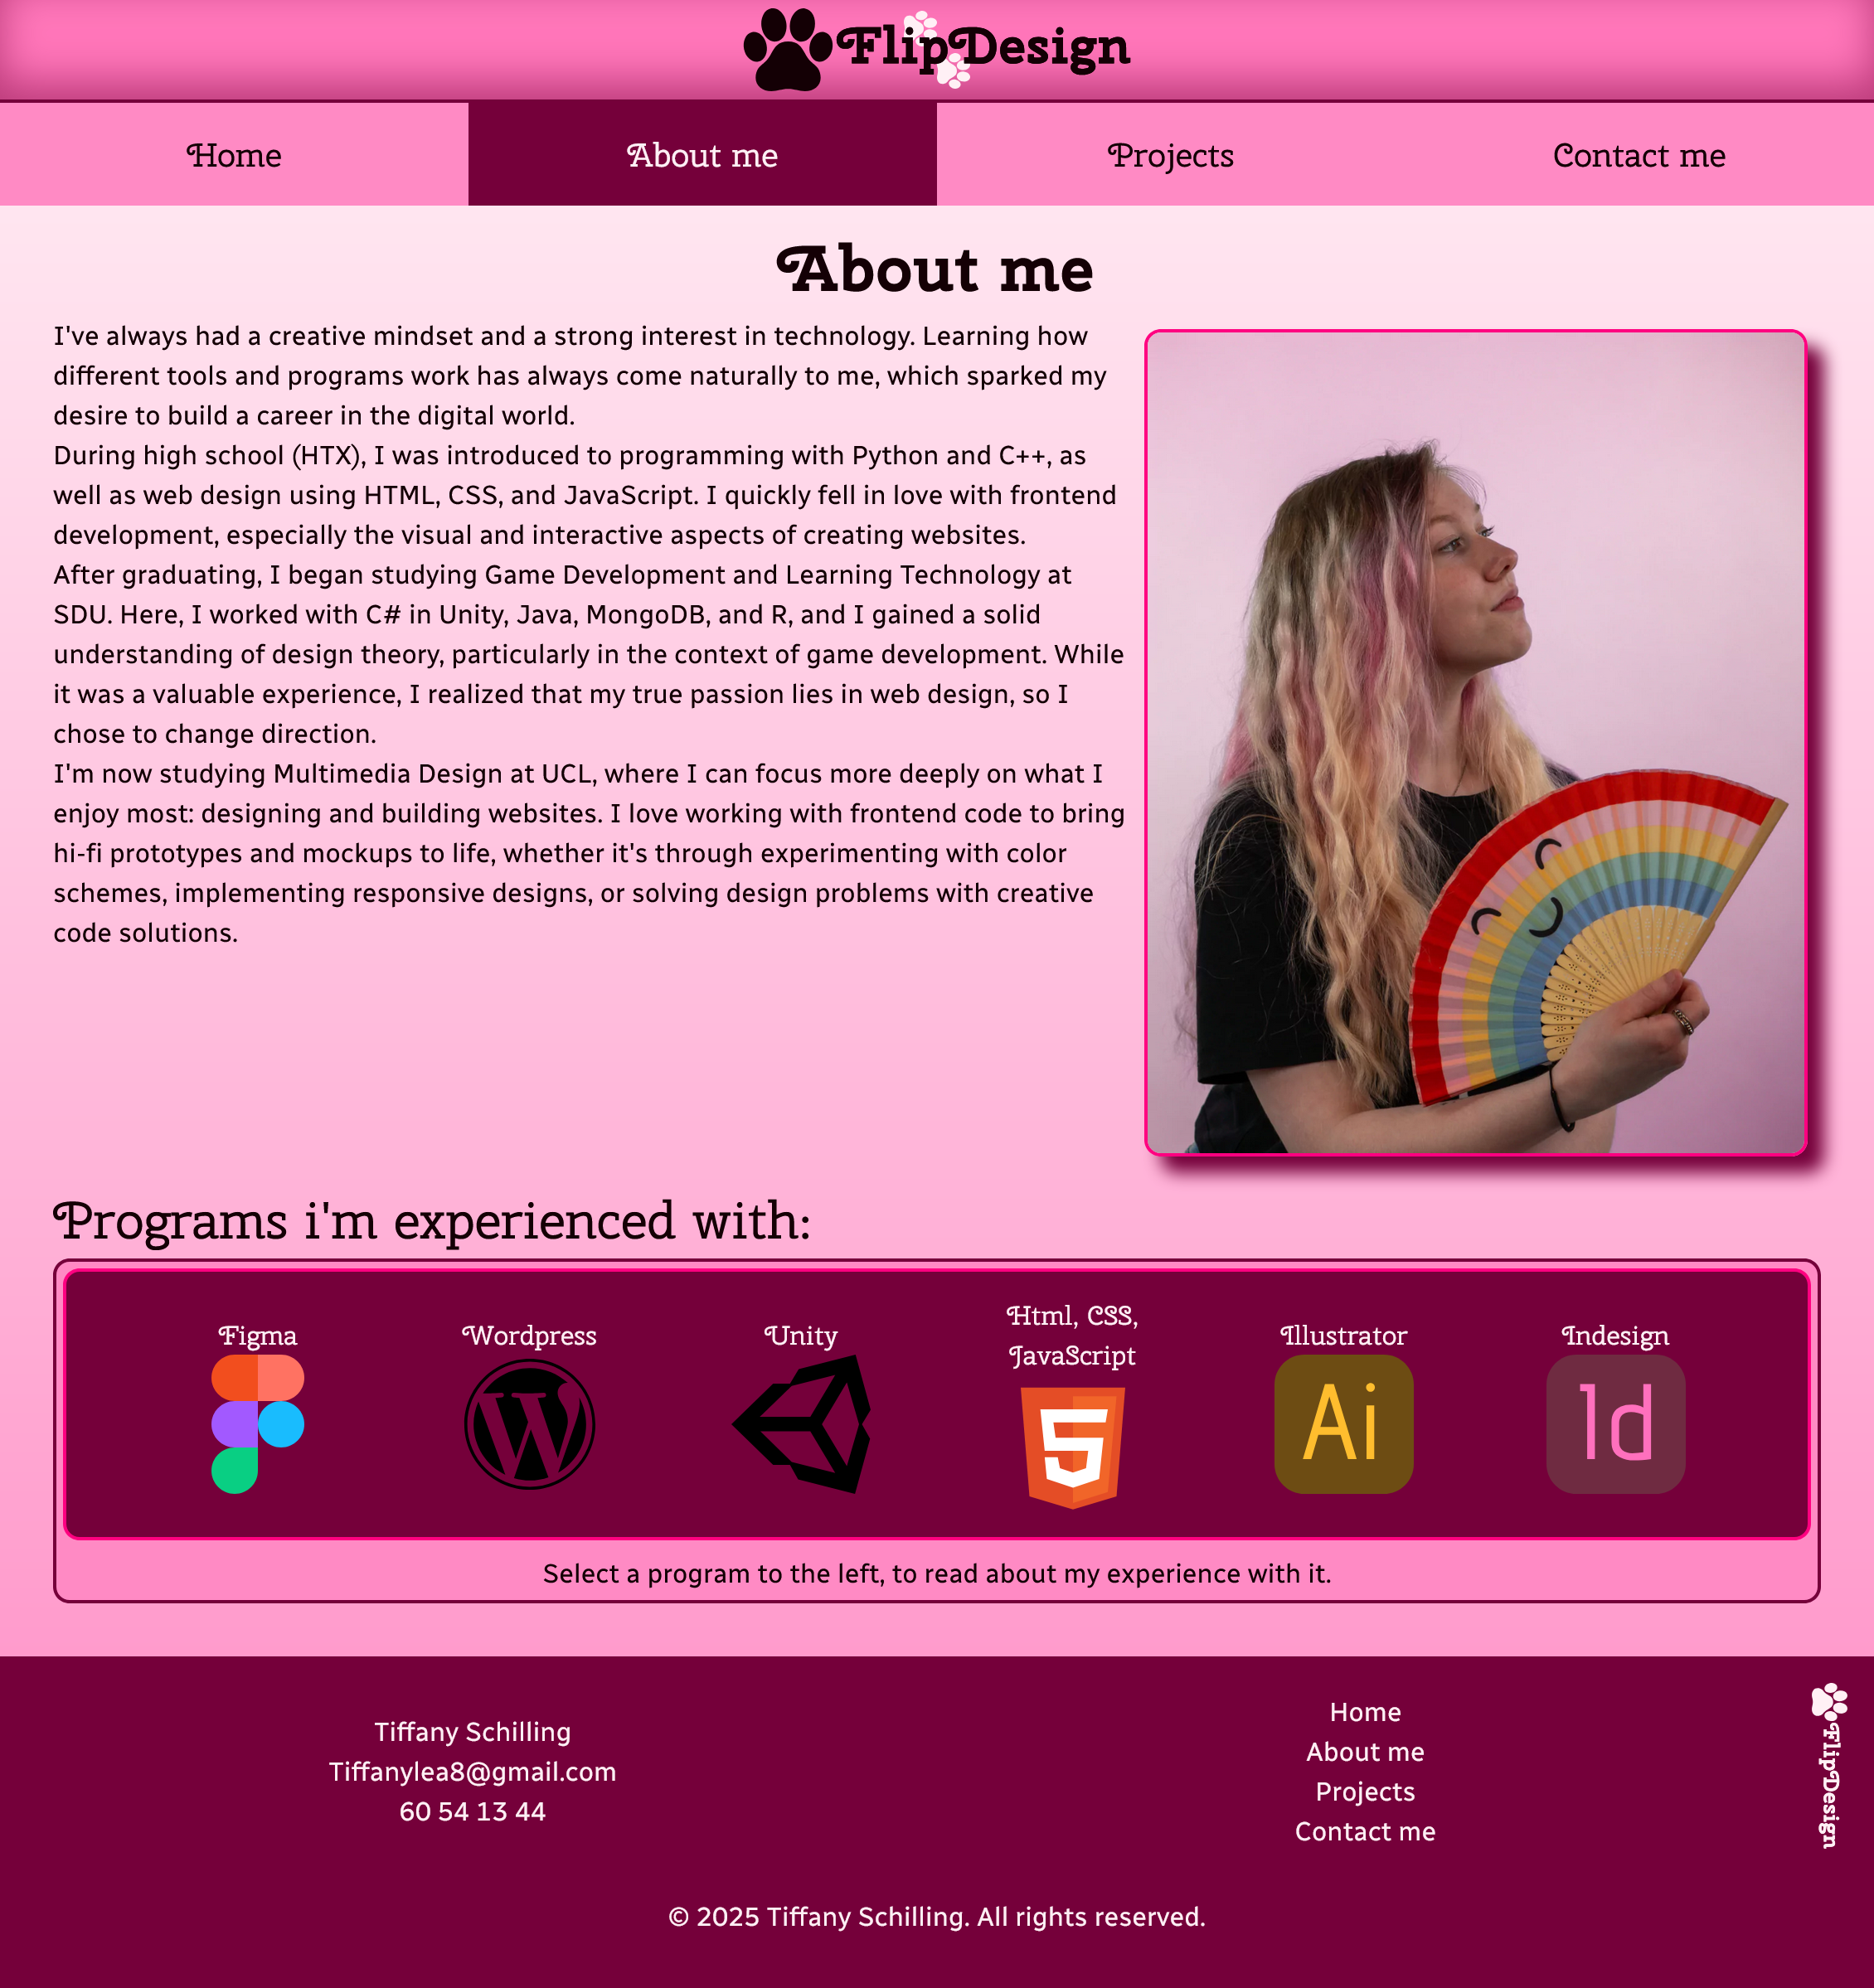 FlipDesign
Home
About me
Projects
Contact me
About me
I've always had a creative mindset and a strong interest in technology. Learning how
different tools and programs work has always come naturally to me, which sparked my
desire to build a career in the digital world.
During high school (HTX), I was introduced to programming with Python and C++, as
well as web design using HTML, CSS, and JavaScript. I quickly fell in love with frontend
development, especially the visual and interactive aspects of creating websites.
After graduating, I began studying Game Development and Learning Technology at
SDU. Here, I worked with C# in Unity, Java, MongoDB, and R, and I gained a solid
understanding of design theory, particularly in the context of game development. While
it was a valuable experience, I realized that my true passion lies in web design, so I
chose to change direction.
I'm now studying Multimedia Design at UCL, where I can focus more deeply on what I
enjoy most: designing and building websites. I love working with frontend code to bring
hi-fi prototypes and mockups to life, whether it's through experimenting with color
schemes, implementing responsive designs, or solving design problems with creative
code solutions.
Programs i'm experienced with:
Figma
Wordpress
W
Unity
Html, CSS,
JavaScript
5
Illustrator
Ai
Indesign
Id
Select a program to the left, to read about my experience with it.
Tiffany Schilling
Tiffanylea8@gmail.com
60 54 13 44
Home
About me
Projects
Contact me
FlipDesign
© 2025 Tiffany Schilling. All rights reserved.